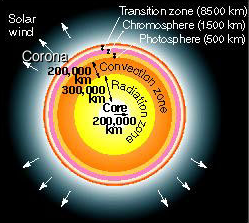 Transition zone (8500 km)
Chromosphere (1500 km)
Photosphere (500 km)
Solar
wind
Corona
200,000
km
Convection zone
300,000
km
Radiation zone
Core
200,000
km